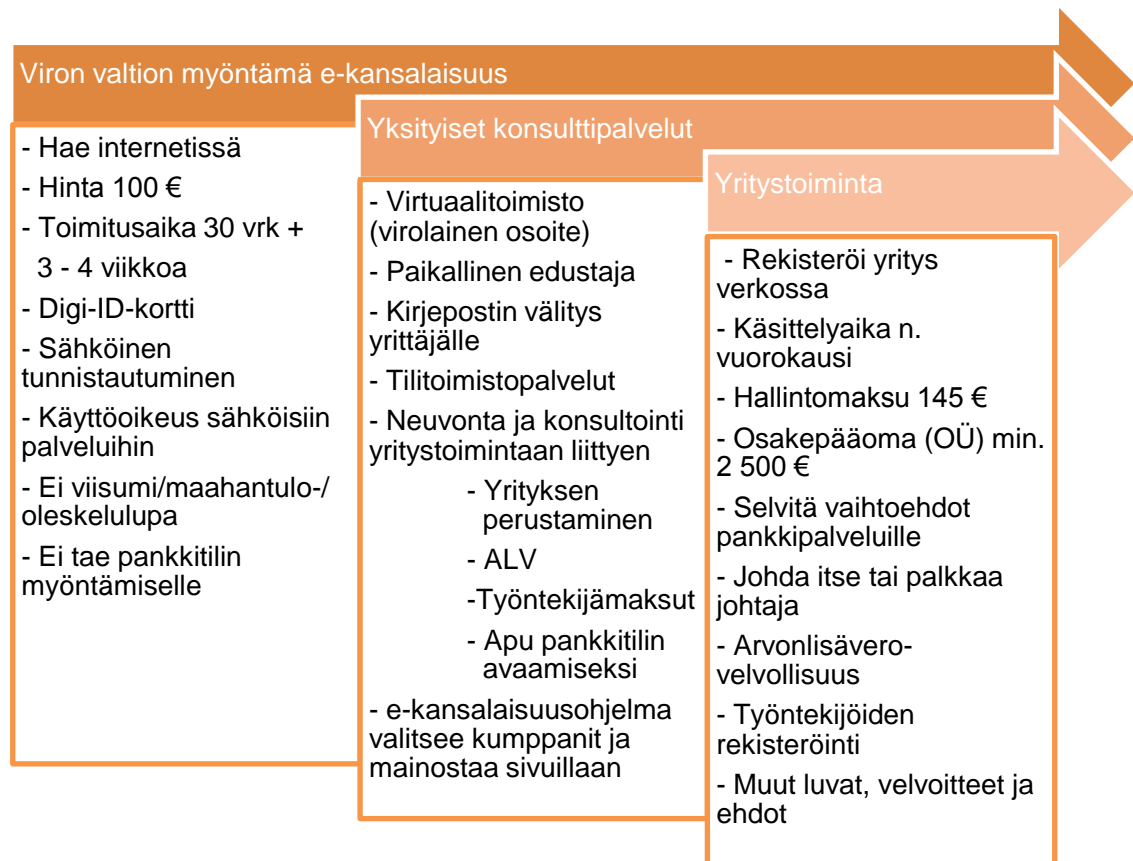 Viron valtion myöntämä e-kansalaisuus
- Hae internetissä
- Hinta 100 €
- Toimitusaika 30 vrk +
3 - 4 viikkoa
- Digi-ID-kortti
- Sähköinen
tunnistautuminen
- Käyttöoikeus sähköisiin
palveluihin
- Ei viisumi/maahantulo-/
oleskelulupa
- Ei tae pankkitilin
myöntämiselle
Yksityiset konsulttipalvelut
- Virtuaalitoimisto
(virolainen osoite)
- Paikallinen edustaja
- Kirjepostin välitys
yrittäjälle
- Tilitoimistopalvelut
- Neuvonta ja konsultointi
yritystoimintaan liittyen
- Yrityksen
perustaminen
- ALV
-Työntekijämaksut
- Apu pankkitilin
avaamiseksi
- e-kansalaisuusohjelma
valitsee kumppanit ja
mainostaa sivuillaan
Yritystoiminta
- Rekisteröi yritys
verkossa
- Käsittelyaika n.
vuorokausi
- Hallintomaksu 145 €
- Osakepääoma (OÜ) min.
2 500 €
- Selvitä vaihtoehdot
pankkipalveluille
- Johda itse tai palkkaa
johtaja
- Arvonlisävero-
velvollisuus
- Työntekijöiden
rekisteröinti
- Muut luvat, velvoitteet ja
ehdot